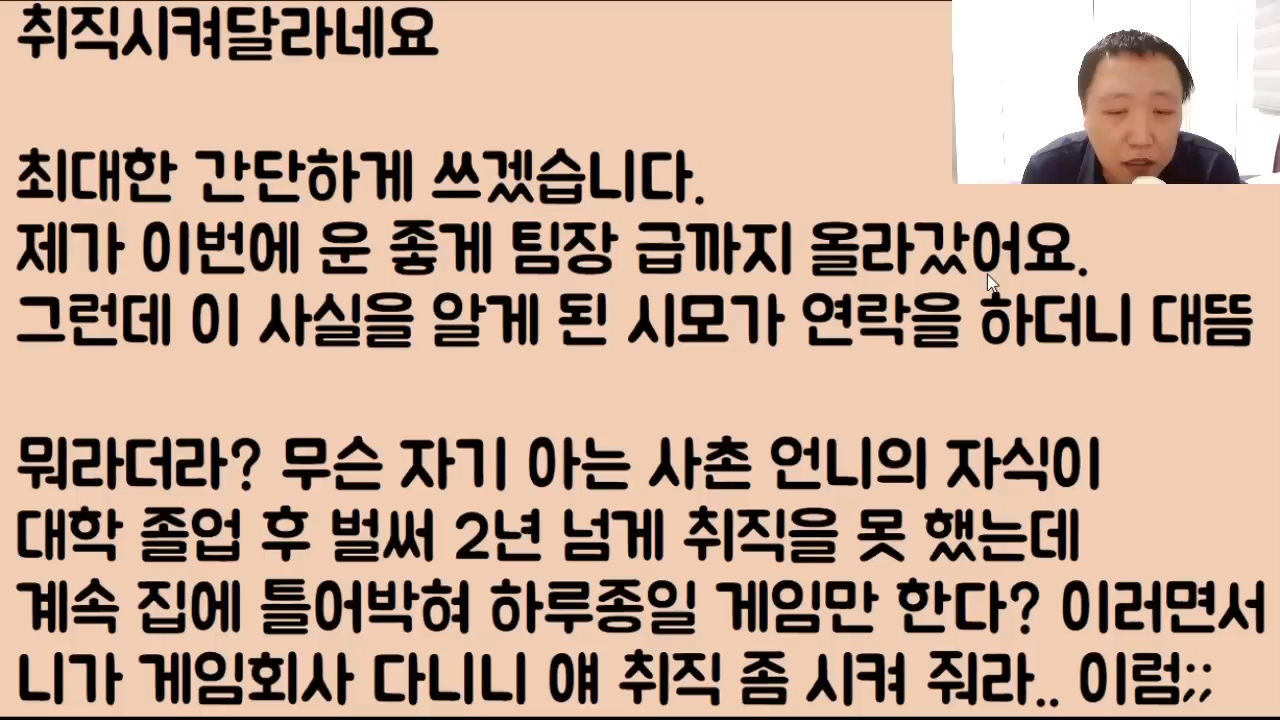 취직시켜달라네요
최대한 간단하게 쓰겠습니다.
제가 이번에 운 좋게 팀장 급까지 올라갔어요.
그런데 이 사실을 알게 된 시모가 연락을 하더니 대뜸
뭐라더라? 무슨 자기 아는 사촌 언니의 자식이
대학 졸업 후 벌써 2년 넘게 취직을 못 했는데
계속 집에 틀어박혀 하루종일 게임만 한다? 이러면서
니가 게임회사 다니니 얘 취직 좀 시켜 줘라.. 이럼;;